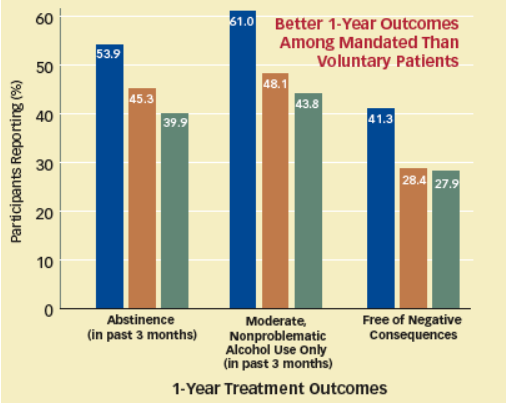 Better 1-Year Outcomes
Among Mandated Than
Voluntary Patients
Participants Reporting (%)
60
50
40
30
20
10
0
53.9
45.3
39.9
61.0
48.1
43.8
41.3
28.4
27.9
Abstinence
(in past 3 months)
Moderate,
Nonproblematic
Alcohol Use Only
(in past 3 months)
Free of Negative
Consequences
1-Year Treatment Outcomes